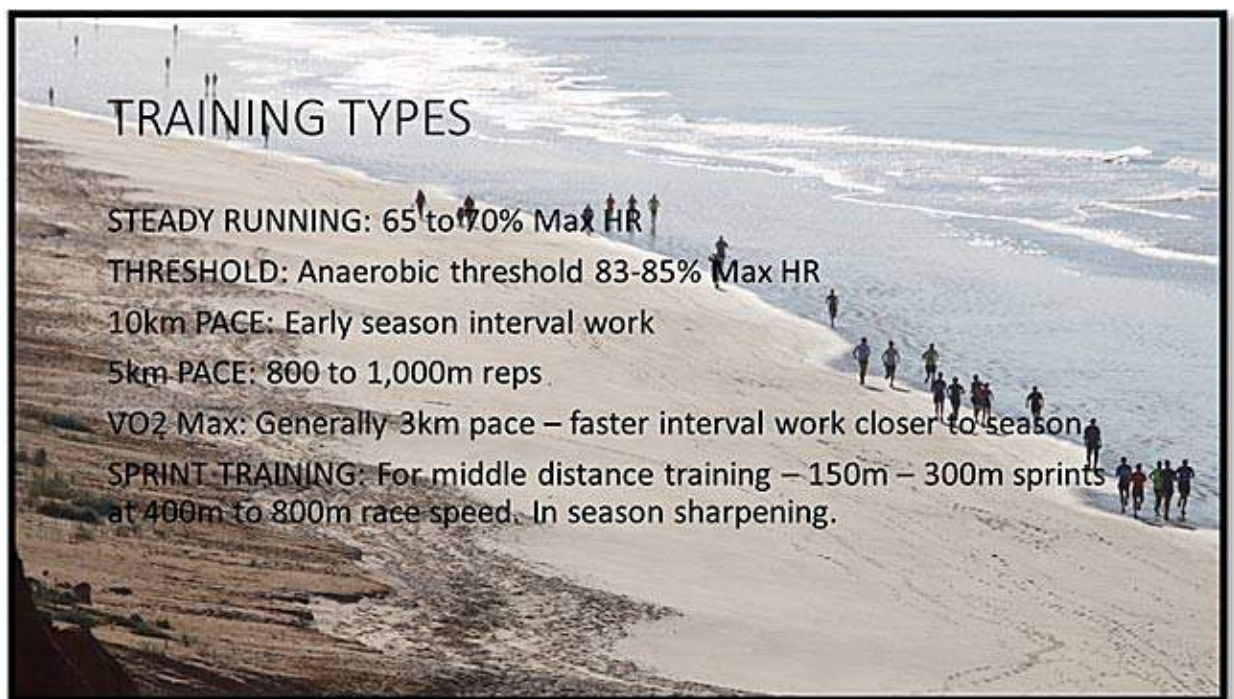 TRAINING TYPES
STEADY RUNNING: 65 to 70% Max HR
THRESHOLD: Anaerobic threshold 83-85% Max HR
10km PACE: Early season interval work
5km PACE: 800 to 1,000m reps
VO2 Max: Generally 3km pace – faster interval work closer to season
SPRINT TRAINING: For middle distance training – 150m – 300m sprints
at 400m to 800m race speed. In season sharpening.